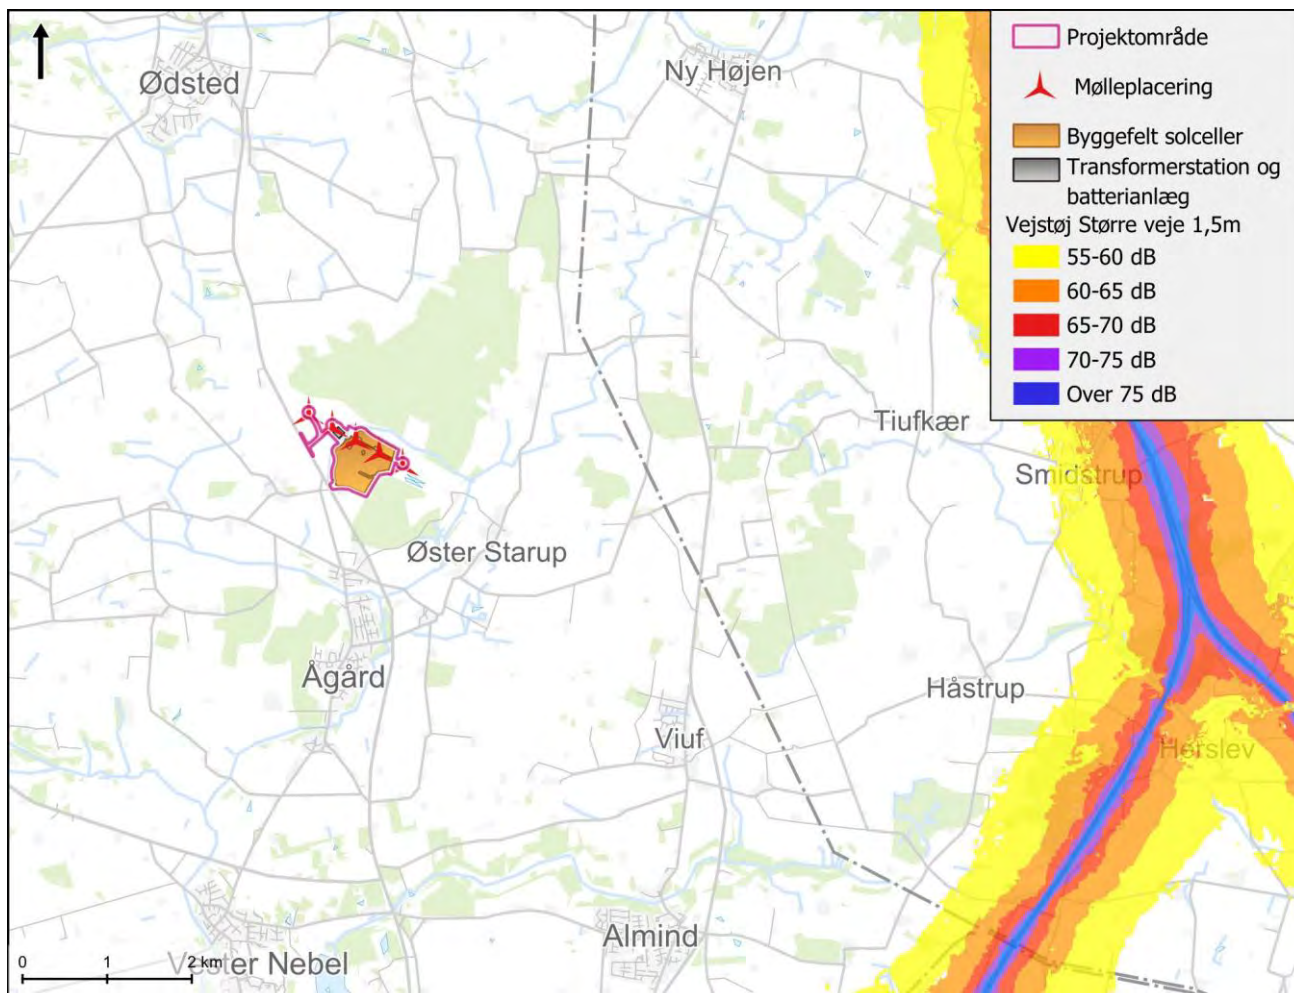 Projektområde
Mølleplacering
Byggefelt solceller
Transformerstation og
batterianlæg
Vejstøj Større veje 1,5m
55-60 dB
60-65 dB
65-70 dB
70-75 dB
Over 75 dB
Ødsted
Ny Højen
Tiufkær
Smidstrup
Øster Starup
Ågård
Håstrup
Viuf
Herslev
Almind
Vester Nebel
0 1 2 km